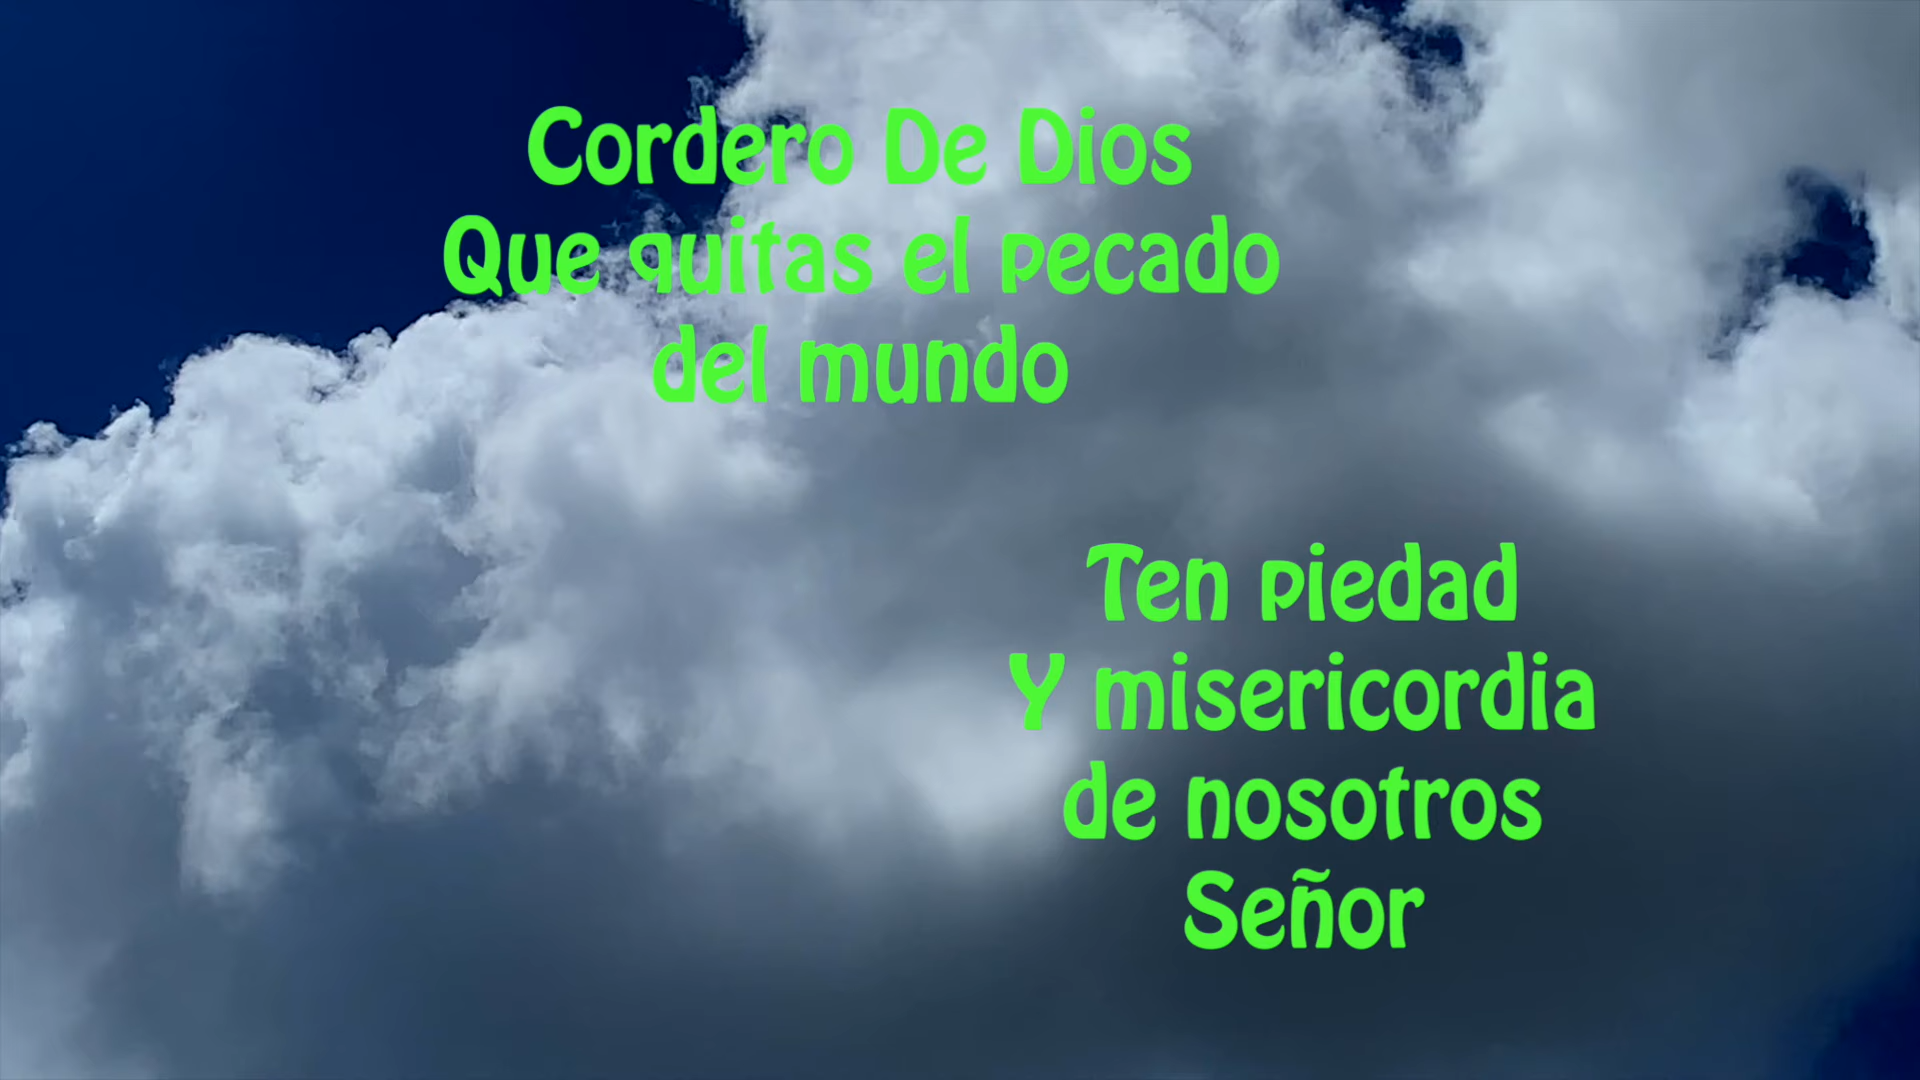 Cordero De Dios
Que quitas el pecado
del mundo
Ten piedad
Y misericordia
de nosotros
Señor